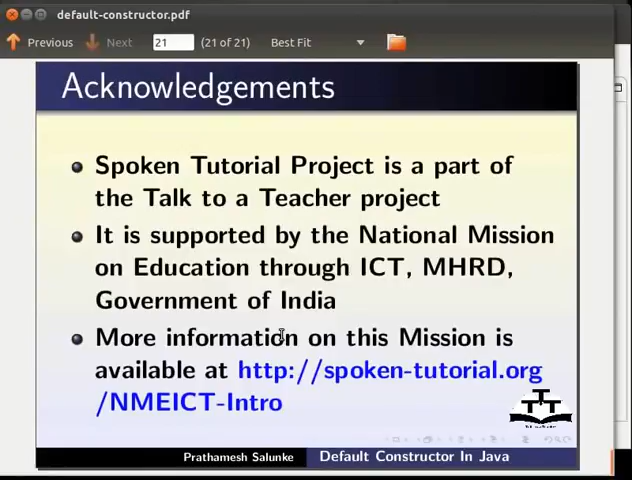 default-constructor.pdf
Previous Next 21 (21 of 21) Best Fit
Acknowledgements
Spoken Tutorial Project is a part of
the Talk to a Teacher project
It is supported by the National Mission
on Education through ICT, MHRD,
Government of India
More information on this Mission is
available at http://spoken-tutorial.org
/NMEICT-Intro
Prathamesh Salunke Default Constructor In Java